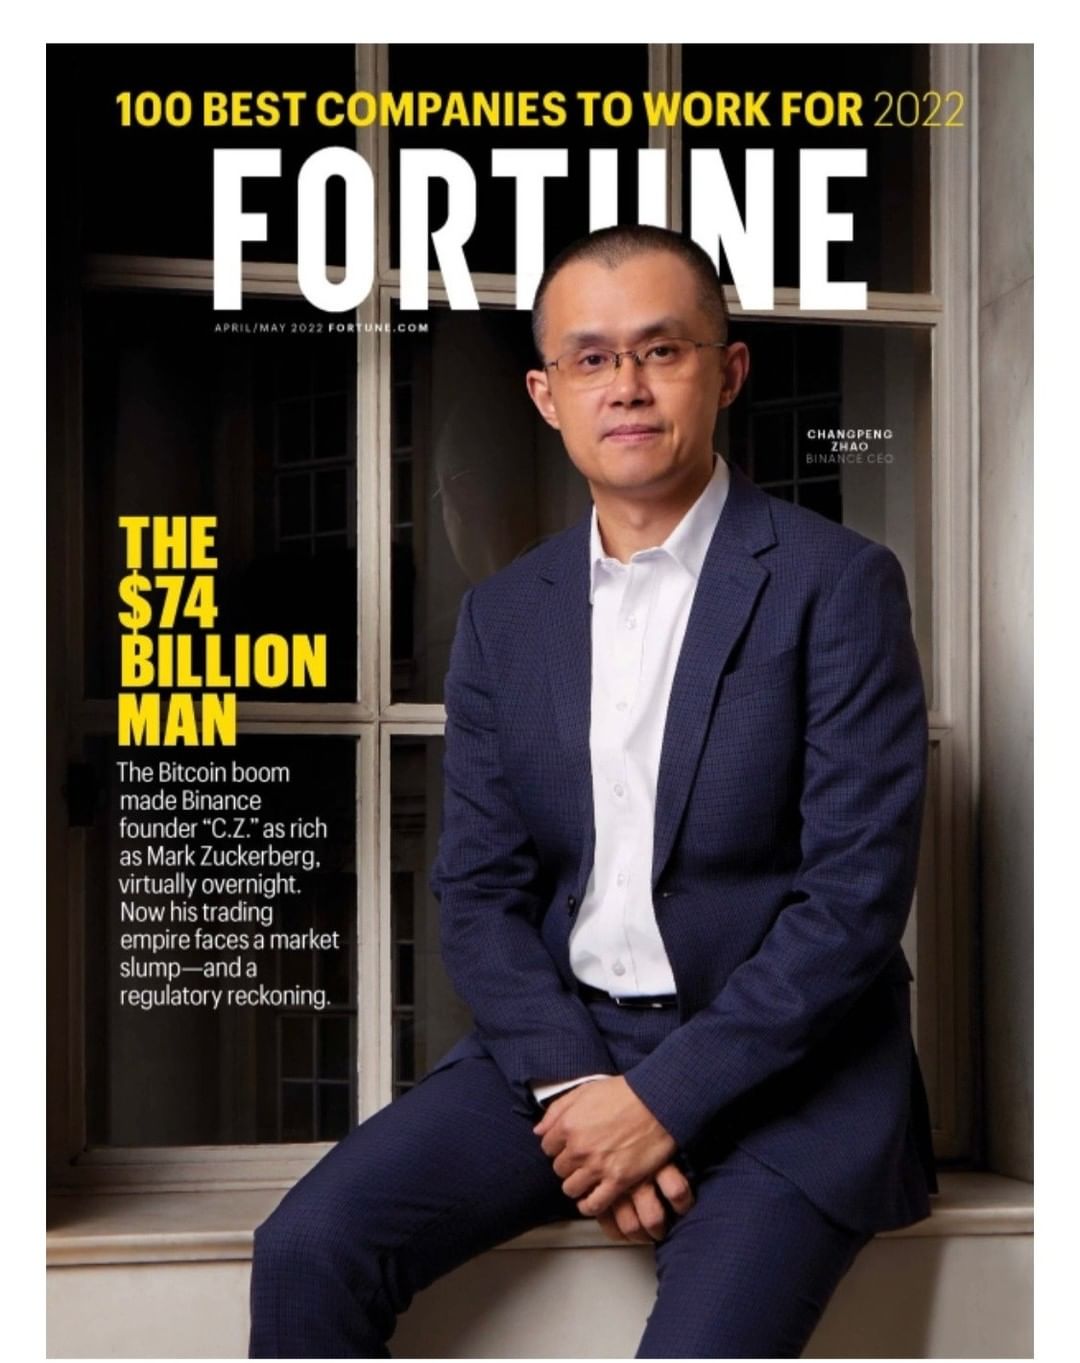 100 BEST COMPANIES TO WORK FOR 2022
FORTUNE
APRIL/MAY 2022 FORTUNE.COM
CHANGPENG
ZHAO
BINANCE CEO
THE
$74
BILLION
MAN
The Bitcoin boom
made Binance
founder “C.Z.” as rich
as Mark Zuckerberg,
virtually overnight.
Now his trading
empire faces a market
slump—and a
regulatory reckoning.